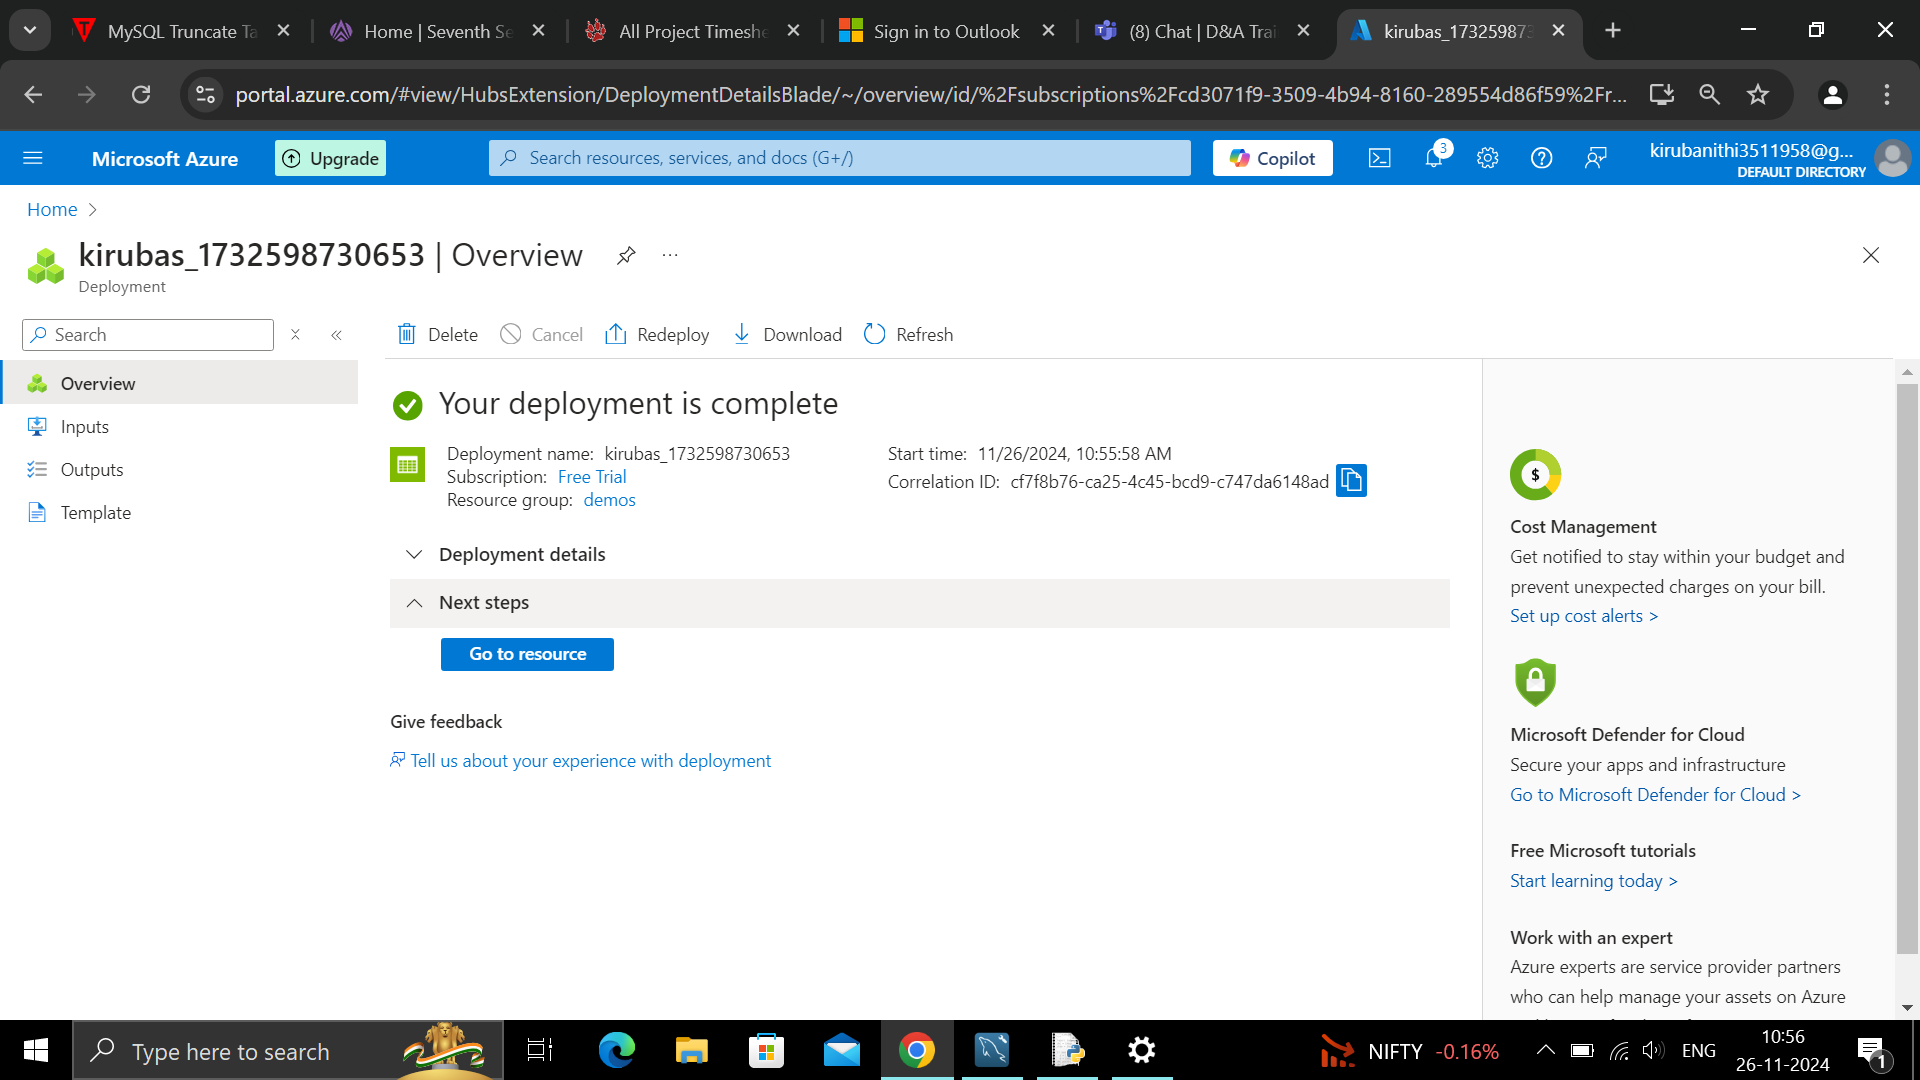 MySQL Truncate Ta
Home | Seventh Se
All Project Timeshe
Sign in to Outlook
(8) Chat | D&A Trai
kirubas_173259873
portal.azure.com/#view/HubsExtension/DeploymentDetailsBlade/~/overview/id/%2Fsubscriptions%2Fcd3071f9-3509-4b94-8160-289554d86f59%2Fr...
Microsoft Azure
Upgrade
Search resources, services, and docs (G+/)
Copilot
3
kirubanithi3511958@g...
DEFAULT DIRECTORY
Home
kirubas_1732598730653 | Overview
...
Deployment
Search
Delete
Cancel
Redeploy
Download
Refresh
Overview
Inputs
Outputs
Template
Your deployment is complete
Deployment name: kirubas_1732598730653
Subscription: Free Trial
Resource group: demos
Start time: 11/26/2024, 10:55:58 AM
Correlation ID: cf7f8b76-ca25-4c45-bcd9-c747da6148ad
Deployment details
Next steps
Go to resource
Give feedback
Tell us about your experience with deployment
$
Cost Management
Get notified to stay within your budget and
prevent unexpected charges on your bill.
Set up cost alerts >
Microsoft Defender for Cloud
Secure your apps and infrastructure
Go to Microsoft Defender for Cloud >
Free Microsoft tutorials
Start learning today >
Work with an expert
Azure experts are service provider partners
who can help manage your assets on Azure
Type here to search
NIFTY -0.16%
ENG
10:56
26-11-2024
1